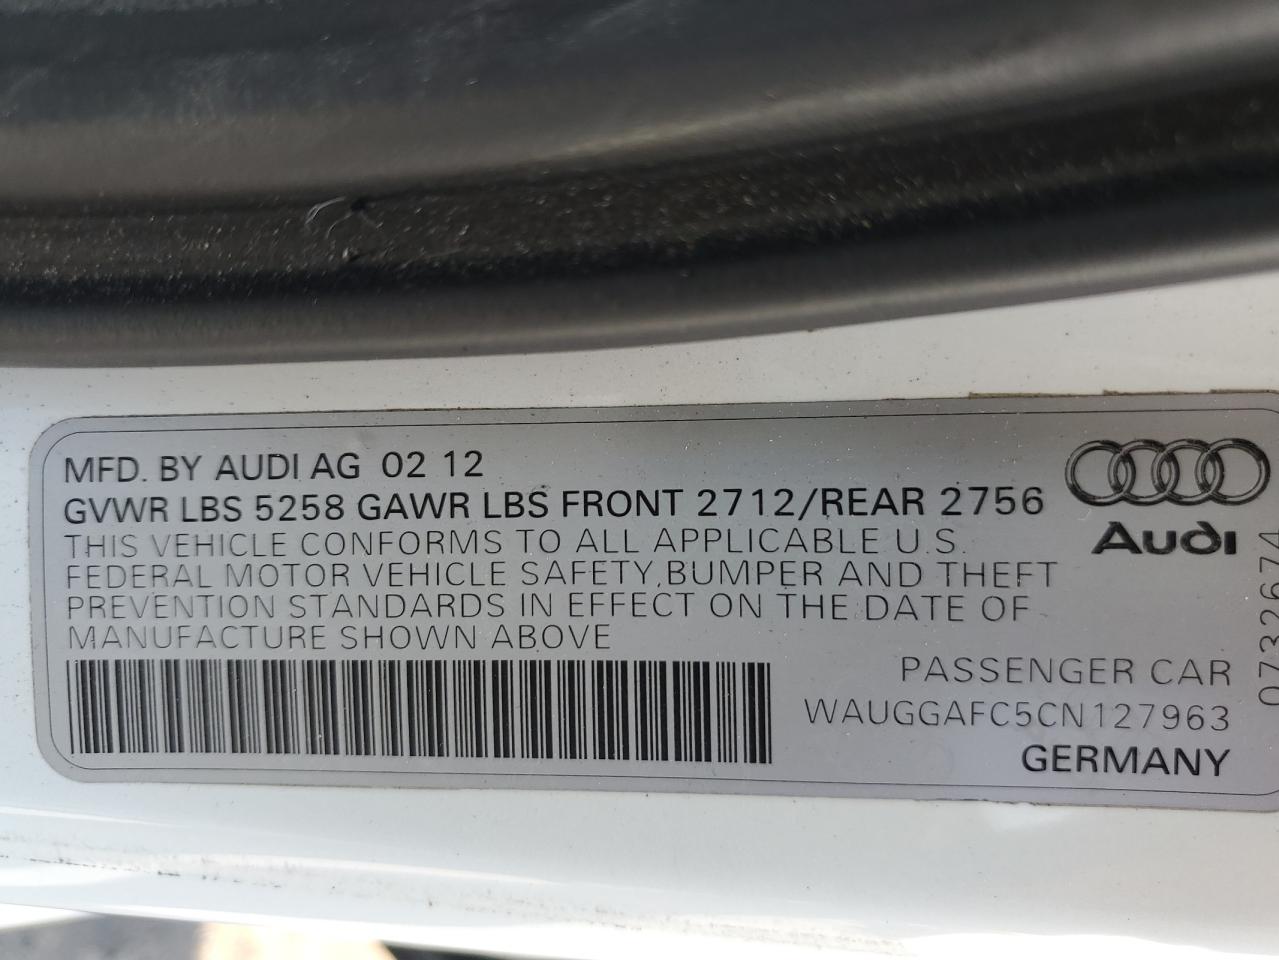 MFD. BY AUDI AG 02 12
GVWR LBS 5258 GAWR LBS FRONT 2712/REAR 2756
THIS VEHICLE CONFORMS TO ALL APPLICABLE U.S.
FEDERAL MOTOR VEHICLE SAFETY, BUMPER AND THEFT
PREVENTION STANDARDS IN EFFECT ON THE DATE OF
MANUFACTURE SHOWN ABOVE
Audi
PASSENGER CAR
WAUGGAFC5CN127963
GERMANY
0732674